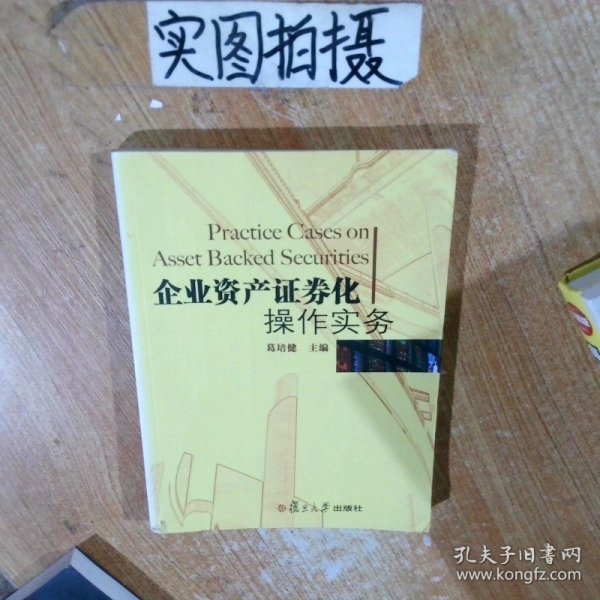 实图拍摄
Practice Cases on
Asset Backed Securities
企业资产证券化
操作实务
葛培健 主编
复旦大学出版社
孔夫子旧书网
www.kongfz.com